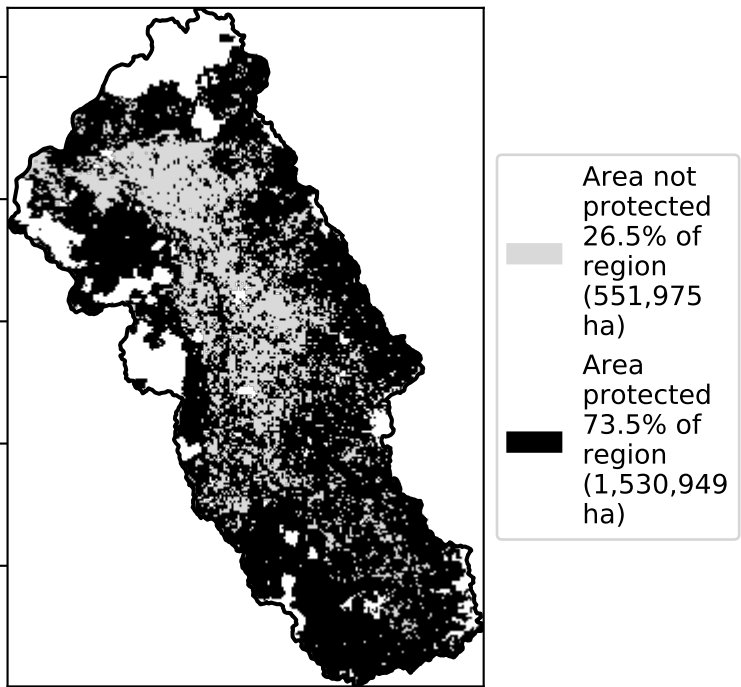 Area not
protected
26.5% of
region
(551,975
ha)
Area
protected
73.5% of
region
(1,530,949
ha)